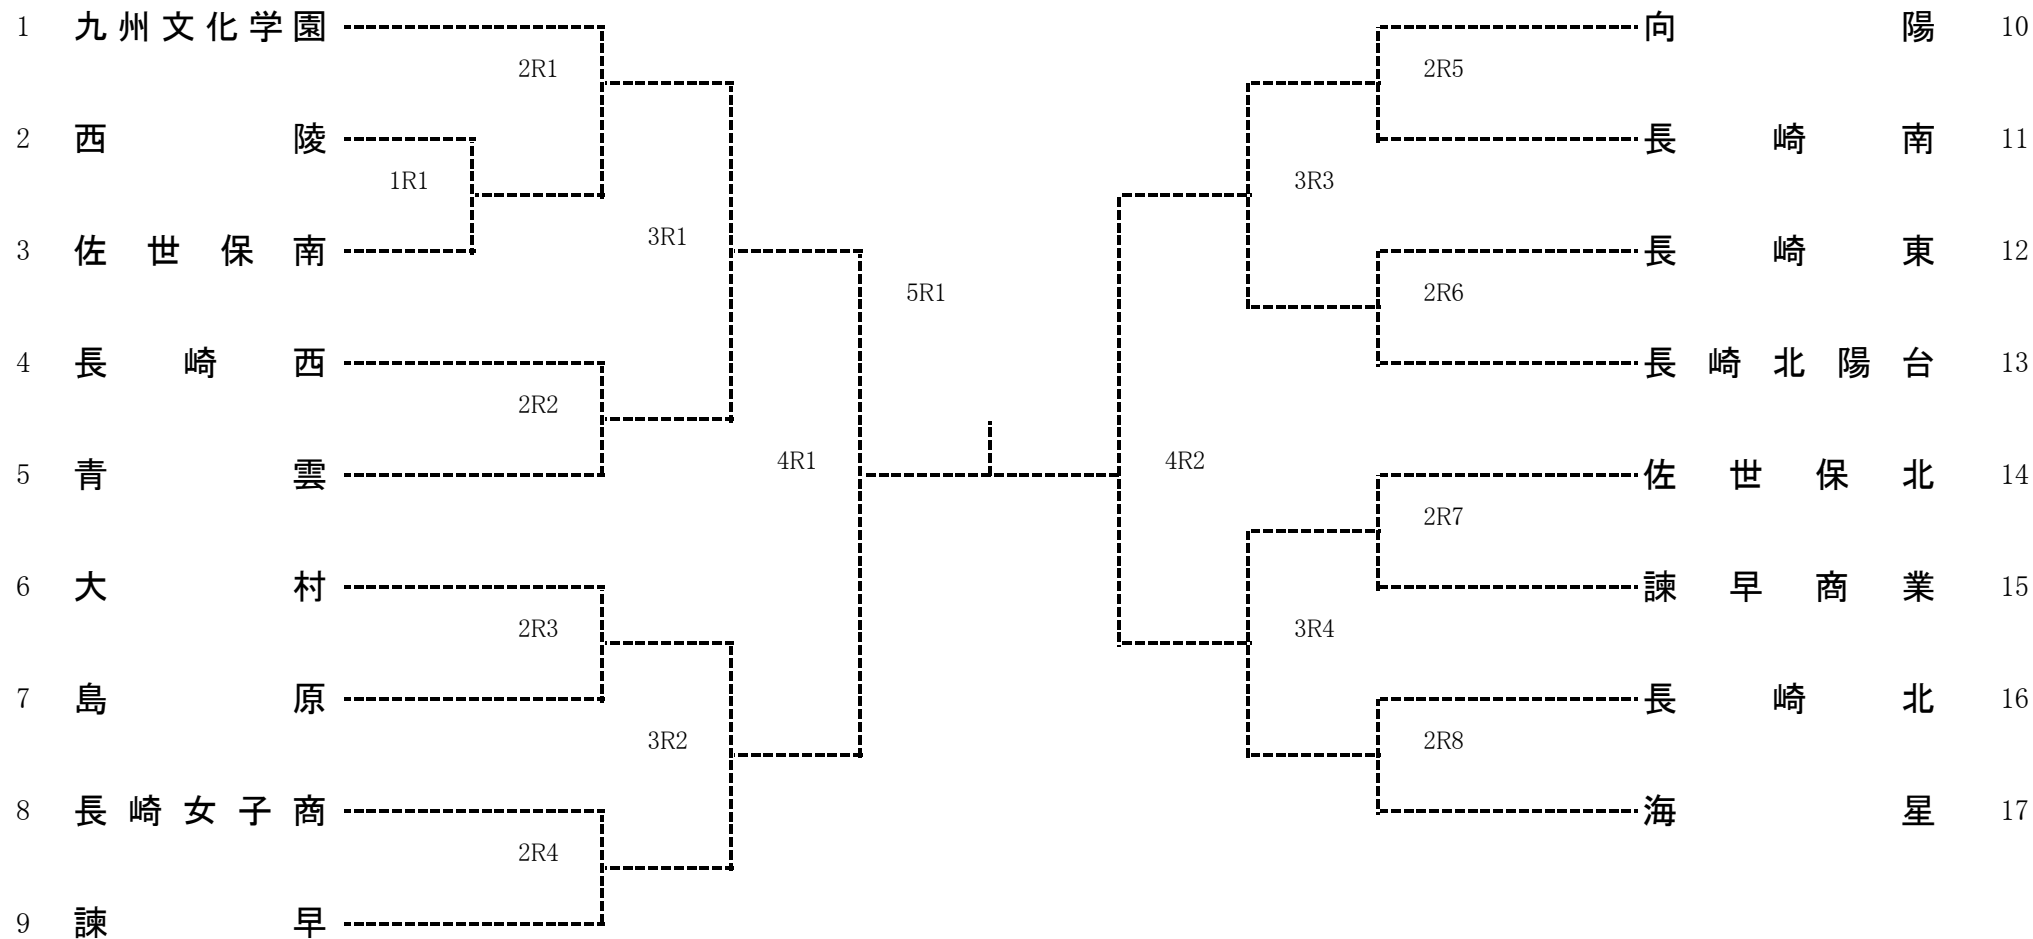 1 九州文化学園
2 西陵
3 佐世保南
4 長崎西
5 青雲
6 大村
7 島原
8 長崎女子商
9 諫早
1R1
2R1
2R2
2R3
2R4
3R1
3R2
4R1
5R1
4R2
3R3
3R4
2R5
2R6
2R7
2R8
向陽 10
長崎南 11
長崎東 12
長崎北陽台 13
佐世保北 14
諫早商業 15
長崎北 16
海星 17